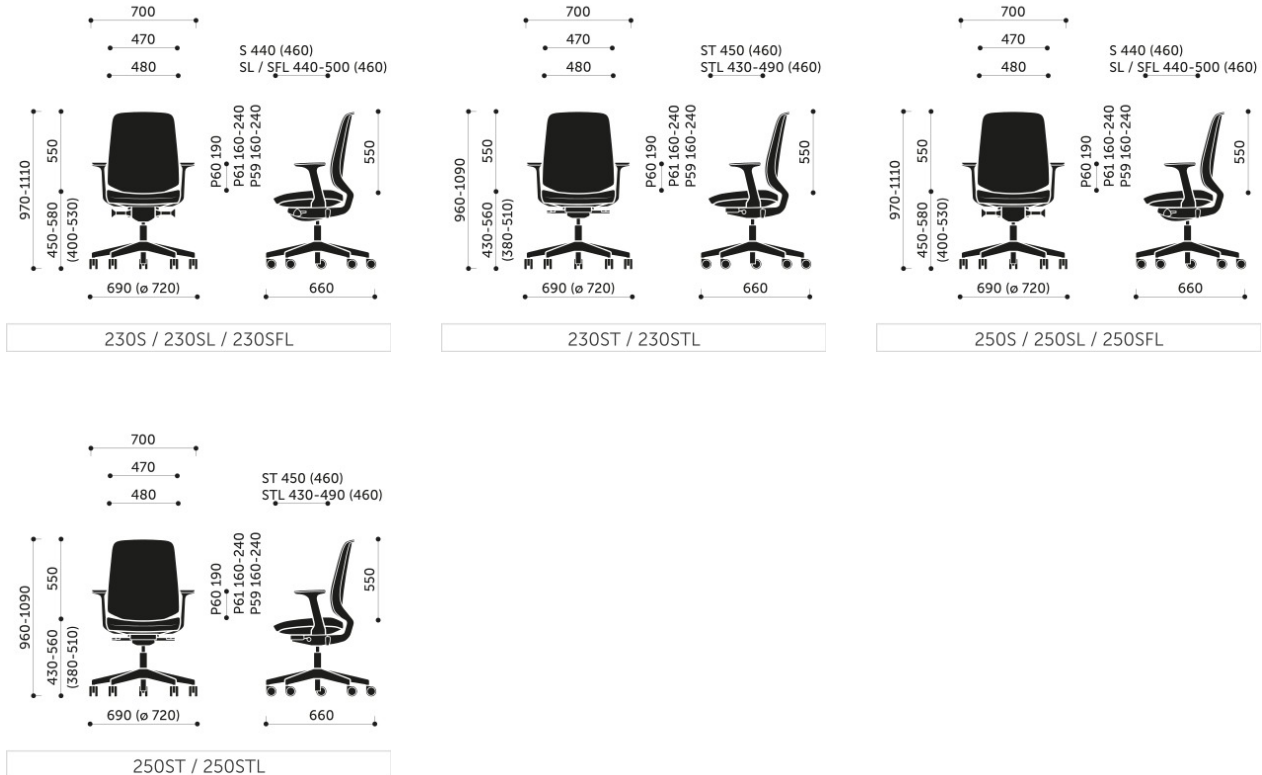 700
470
480
S 440 (460)
SL / SFL 440-500 (460)
970-1110
550
450-580
(400-530)
P60 190
P61 160-240
P59 160-240
550
690 (ø 720)
660
230S / 230SL / 230SFL
700
470
480
ST 450 (460)
STL 430-490 (460)
960-1090
550
430-560
(380-510)
P60 190
P61 160-240
P59 160-240
550
690 (ø 720)
660
230ST / 230STL
700
470
480
S 440 (460)
SL / SFL 440-500 (460)
970-1110
550
450-580
(400-530)
P60 190
P61 160-240
P59 160-240
550
690 (ø 720)
660
250S / 250SL / 250SFL
700
470
480
ST 450 (460)
STL 430-490 (460)
960-1090
550
430-560
(380-510)
P60 190
P61 160-240
P59 160-240
550
690 (ø 720)
660
250ST / 250STL